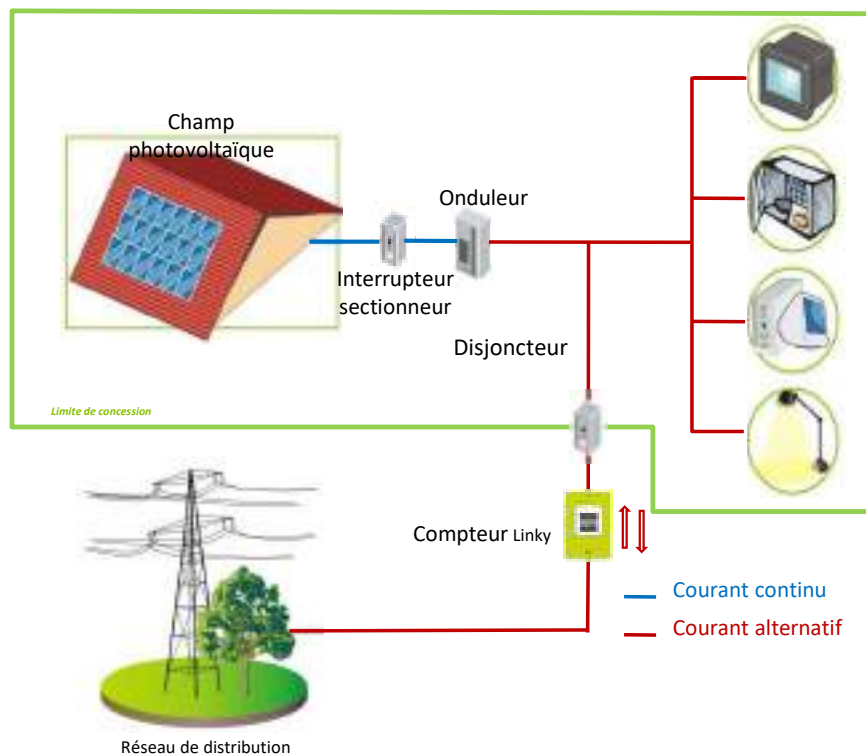 Champ
photovoltaïque
Onduleur
Interrupteur
sectionneur
Disjoncteur
Limite de concession
Compteur Linky
Courant continu
Courant alternatif
Réseau de distribution